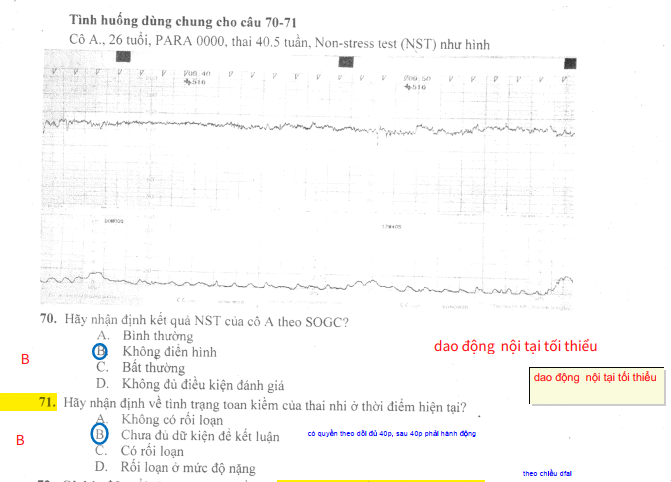 Tình huống dùng chung cho câu 70-71
Cô A., 26 tuổi, PARA 0000, thai 40.5 tuần, Non-stress test (NST) như hình
516
516
70. Hãy nhận định kết quả NST của cô A theo SOGC?
A. Bình thường
B. Không điển hình
C. Bất thường
D. Không đủ điều kiện đánh giá
B
dao động nội tại tối thiểu
dao động nội tại tối thiểu
71. Hãy nhận định về tình trạng toan kiềm của thai nhi ở thời điểm hiện tại?
A. Không có rối loạn
B Chưa đủ dữ kiện để kết luận
C. Có rối loạn
D. Rối loạn ở mức độ nặng
B
có quyền theo dõi đủ 40p, sau 40p phải hành động